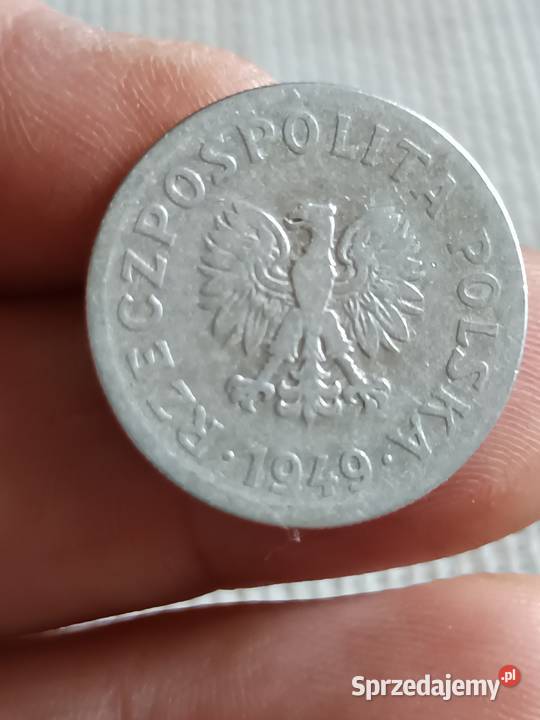 RZECZPOSPOLITA POLSKA
· 1949 ·
Sprzedajemy.pl